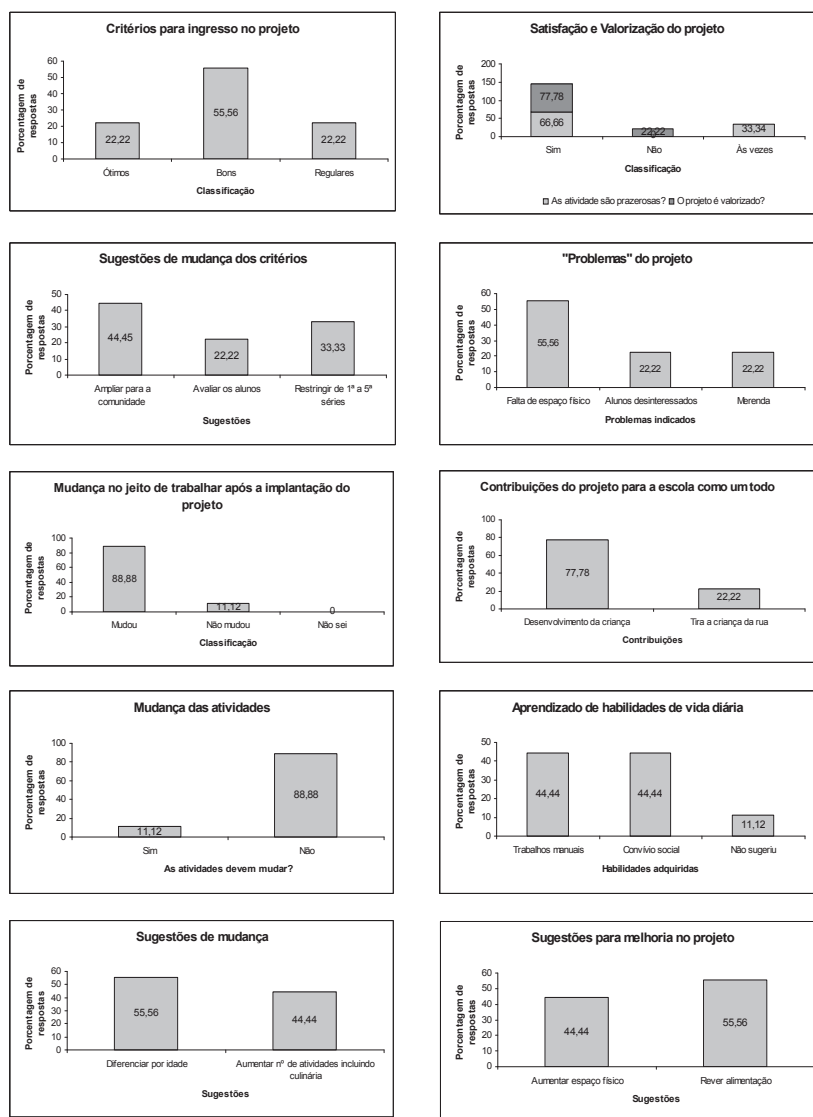 Critérios para ingresso no projeto
Porcentagem de
respostas
60
50
40
30
20
10
0
22,22
55,56
22,22
Ótimos
Bons
Regulares
Classificação
Satisfação e Valorização do projeto
Porcentagem de
respostas
200
150
100
50
0
77,78
66,66
22,22
0
33,34
Sim
Não
Às vezes
Classificação
As atividade são prazerosas?
O projeto é valorizado?
Sugestões de mudança dos critérios
Porcentagem de
respostas
50
40
30
20
10
0
44,45
22,22
33,33
Ampliar para a
comunidade
Avaliar os alunos
Restringir de 1ª a 5ª
séries
Sugestões
"Problemas" do projeto
Porcentagem de
respostas
60
50
40
30
20
10
0
55,56
22,22
22,22
Falta de espaço físico
Alunos desinteressados
Merenda
Problemas indicados
Mudança no jeito de trabalhar após a implantação do
projeto
Porcentagem de
respostas
100
80
60
40
20
0
88,88
11,12
0
Mudou
Não mudou
Não sei
Classificação
Contribuições do projeto para a escola como um todo
Porcentagem de
respostas
100
80
60
40
20
0
77,78
22,22
Desenvolvimento da criança
Tira a criança da rua
Contribuições
Mudança das atividades
Porcentagem de
respostas
100
80
60
40
20
0
11,12
88,88
Sim
Não
As atividades devem mudar?
Aprendizado de habilidades de vida diária
Porcentagem de
respostas
50
40
30
20
10
0
44,44
44,44
11,12
Trabalhos manuais
Convívio social
Não sugeriu
Habilidades adquiridas
Sugestões de mudança
Porcentagem de
respostas
60
50
40
30
20
10
0
55,56
44,44
Diferenciar por idade
Aumentar nº de atividades incluindo
culinária
Sugestões
Sugestões para melhoria no projeto
Porcentagem de
respostas
60
50
40
30
20
10
0
44,44
55,56
Aumentar espaço físico
Rever alimentação
Sugestões